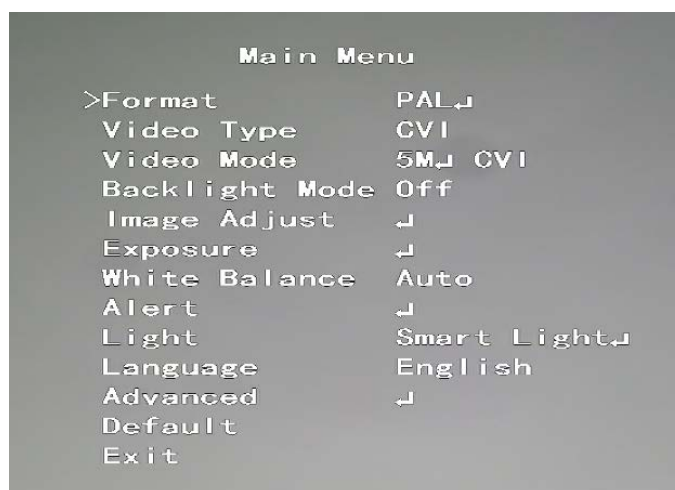 Main Menu
>Format PAL↵
Video Type CVI
Video Mode 5M↵ CVI
Backlight Mode Off
Image Adjust ↵
Exposure ↵
White Balance Auto
Alert ↵
Light Smart Light↵
Language English
Advanced ↵
Default
Exit